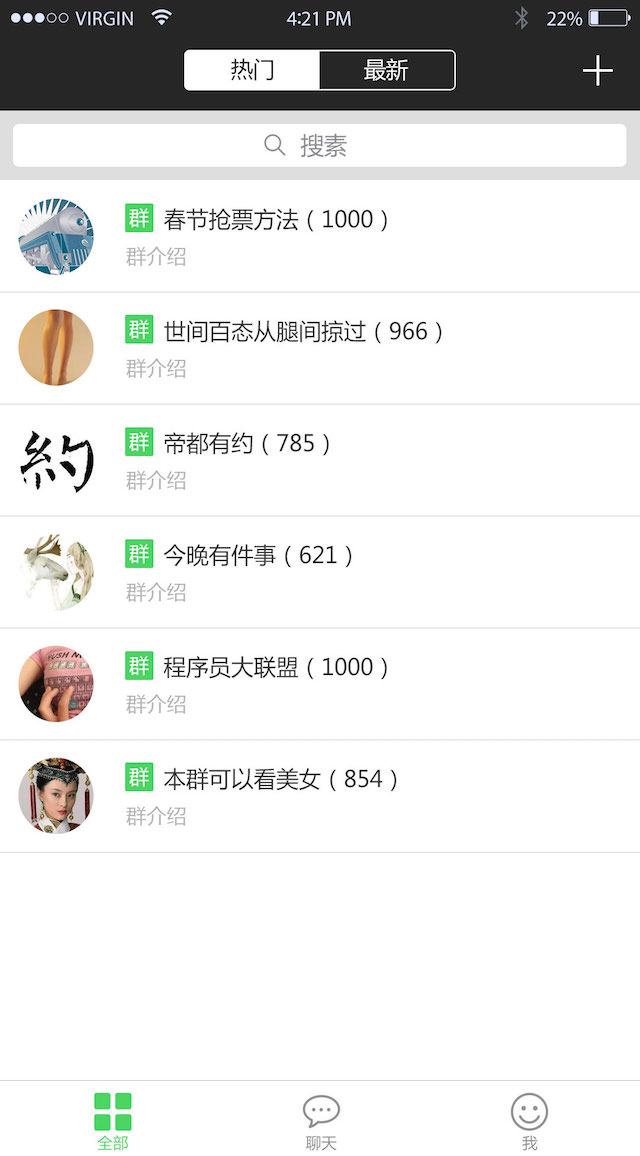 VIRGIN 4:21 PM 22%
热门 最新
搜素
群 春节抢票方法（1000）
群介绍
群 世间百态从腿间掠过（966）
群介绍
約
群 帝都有约（785）
群介绍
群 今晚有件事（621）
群介绍
群 程序员大联盟（1000）
群介绍
群 本群可以看美女（854）
群介绍
全部 聊天 我